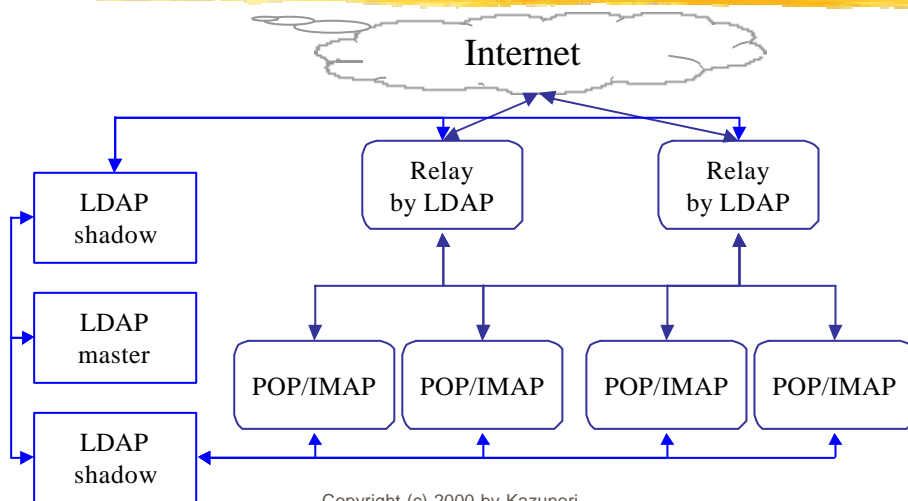 Internet
Relay
by LDAP
Relay
by LDAP
LDAP
shadow
LDAP
master
LDAP
shadow
POP/IMAP
POP/IMAP
POP/IMAP
POP/IMAP
Copyright (c) 2000 by Kazunori